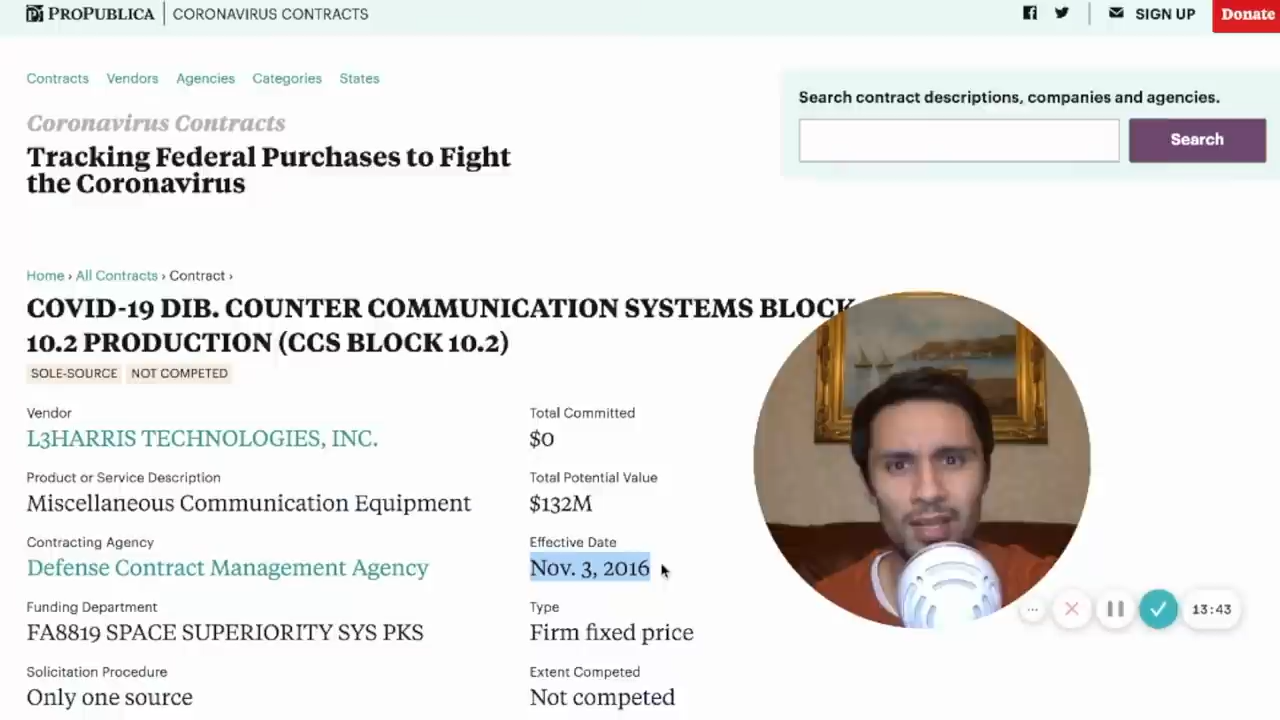 PROPUBLICA CORONAVIRUS CONTRACTS
SIGN UP
Donate
Contracts Vendors Agencies Categories States
Search contract descriptions, companies and agencies.
Search
Coronavirus Contracts
Tracking Federal Purchases to Fight
the Coronavirus
Home › All Contracts › Contract ›
COVID-19 DIB. COUNTER COMMUNICATION SYSTEMS BLOCK
10.2 PRODUCTION (CCS BLOCK 10.2)
SOLE-SOURCE NOT COMPETED
Vendor
L3HARRIS TECHNOLOGIES, INC.
Total Committed
$0
Product or Service Description
Miscellaneous Communication Equipment
Total Potential Value
$132M
Contracting Agency
Defense Contract Management Agency
Effective Date
Nov. 3, 2016
Funding Department
FA8819 SPACE SUPERIORITY SYS PKS
Type
Firm fixed price
Solicitation Procedure
Only one source
Extent Competed
Not competed
13:43